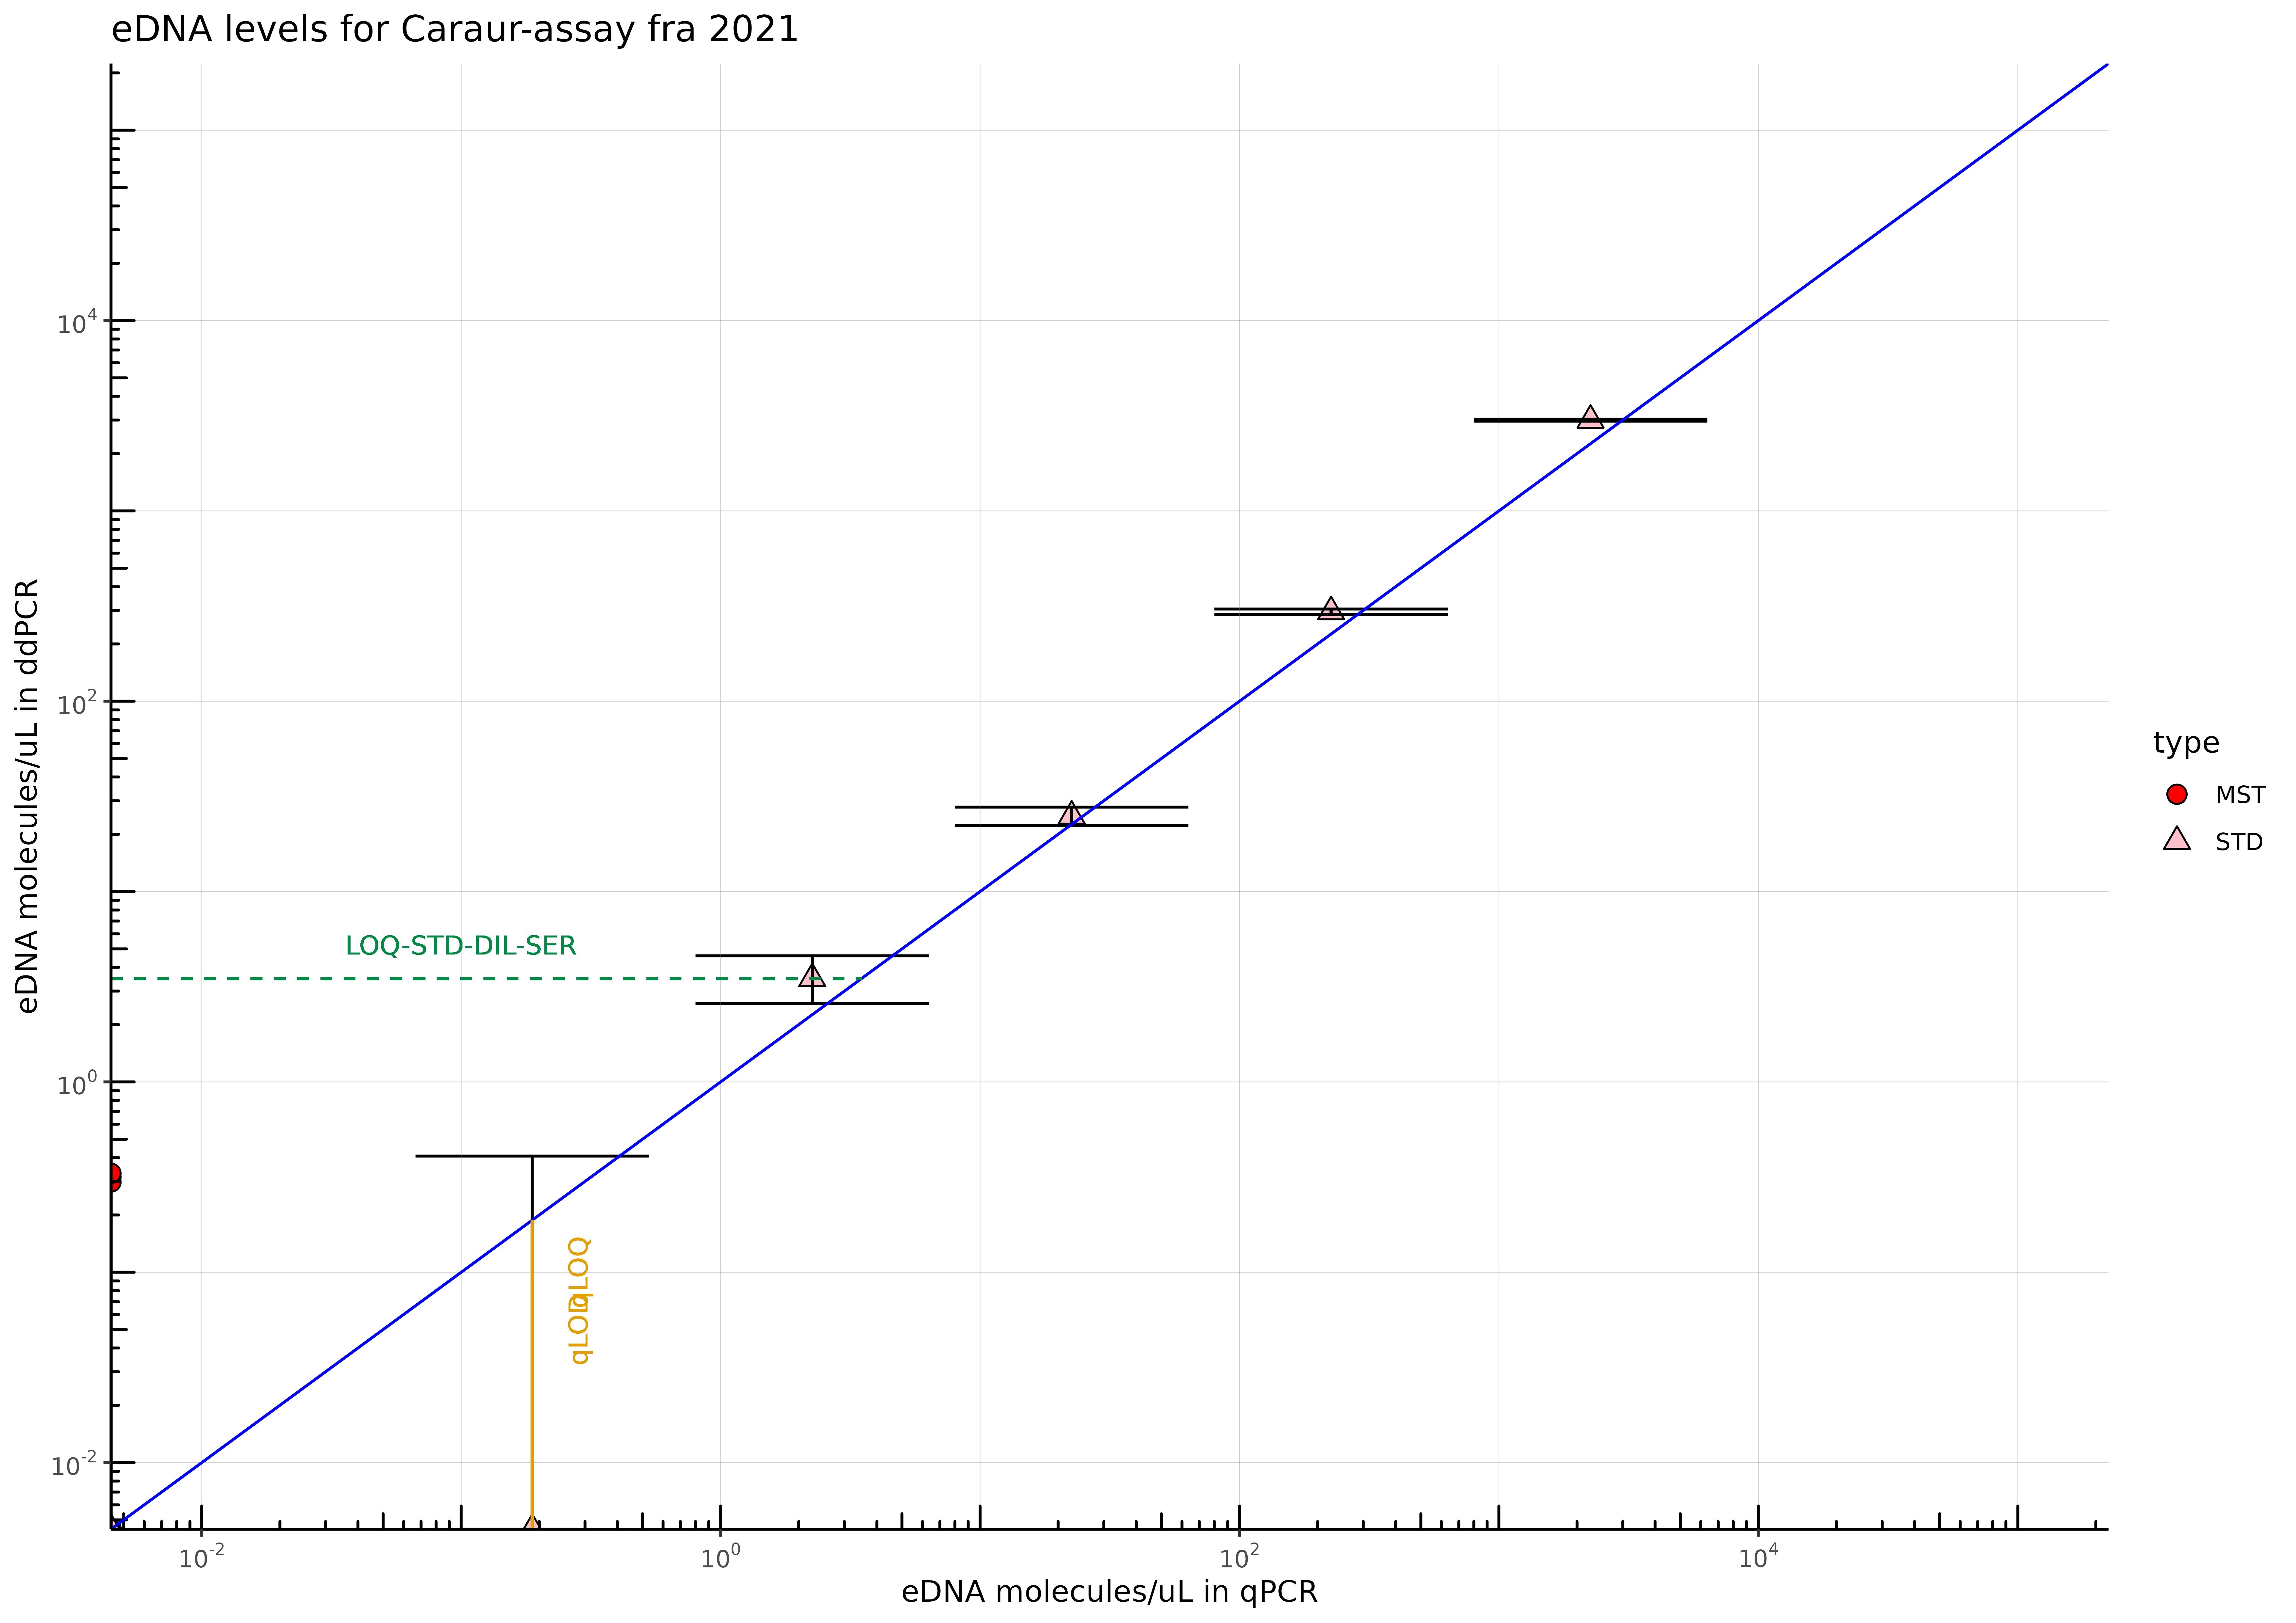 eDNA levels for Caraur-assay fra 2021
eDNA molecules/uL in ddPCR
10^4
10^2
10^0
10^-2
LOQ-STD-DIL-SER
qLOQ
qLOD
10^-2
10^0
10^2
10^4
eDNA molecules/uL in qPCR
type
MST
STD